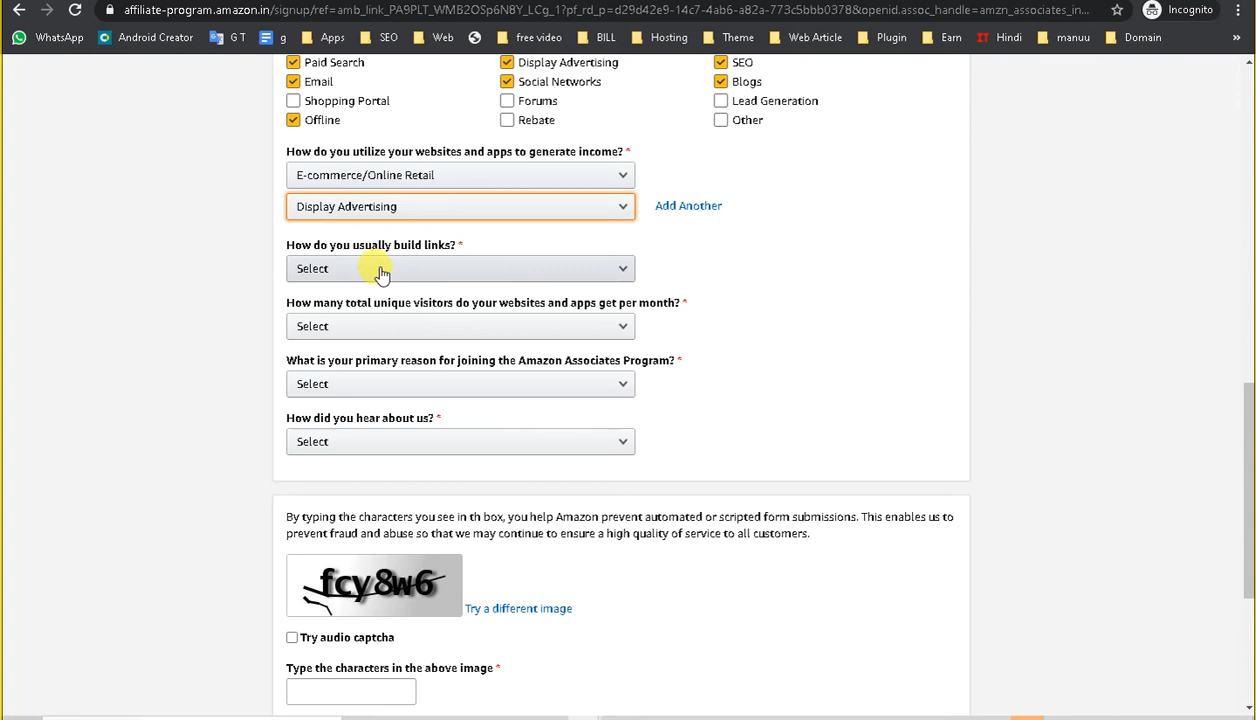 affiliate-program.amazon.in/signup/ref=amb_link_PA9PLT_WMB2OSp6N8Y_LCg_1?pf_rd_p=d29d42e9-14c7-4ab6-a82a-773c5bbb0378&openid.assoc_handle=amzn_associates_in... Incognito
WhatsApp Android Creator G T g Apps SEO Web free video BILL Hosting Theme Web Article Plugin Earn Hindi manuu Domain »
Paid Search Display Advertising SEO
Email Social Networks Blogs
Shopping Portal Forums Lead Generation
Offline Rebate Other
How do you utilize your websites and apps to generate income? *
E-commerce/Online Retail
Display Advertising Add Another
How do you usually build links? *
Select
How many total unique visitors do your websites and apps get per month? *
Select
What is your primary reason for joining the Amazon Associates Program? *
Select
How did you hear about us? *
Select
By typing the characters you see in th box, you help Amazon prevent automated or scripted form submissions. This enables us to
prevent fraud and abuse so that we may continue to ensure a high quality of service to all customers.
fcy8w6
Try a different image
Try audio captcha
Type the characters in the above image *